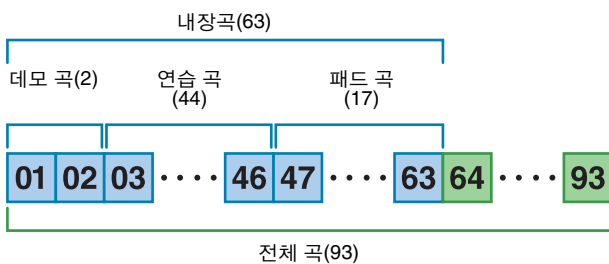 내장곡(63)
데모 곡(2)
연습 곡
(44)
패드 곡
(17)
01 02 03 ···· 46 47 ···· 63 64 ···· 93
전체 곡(93)